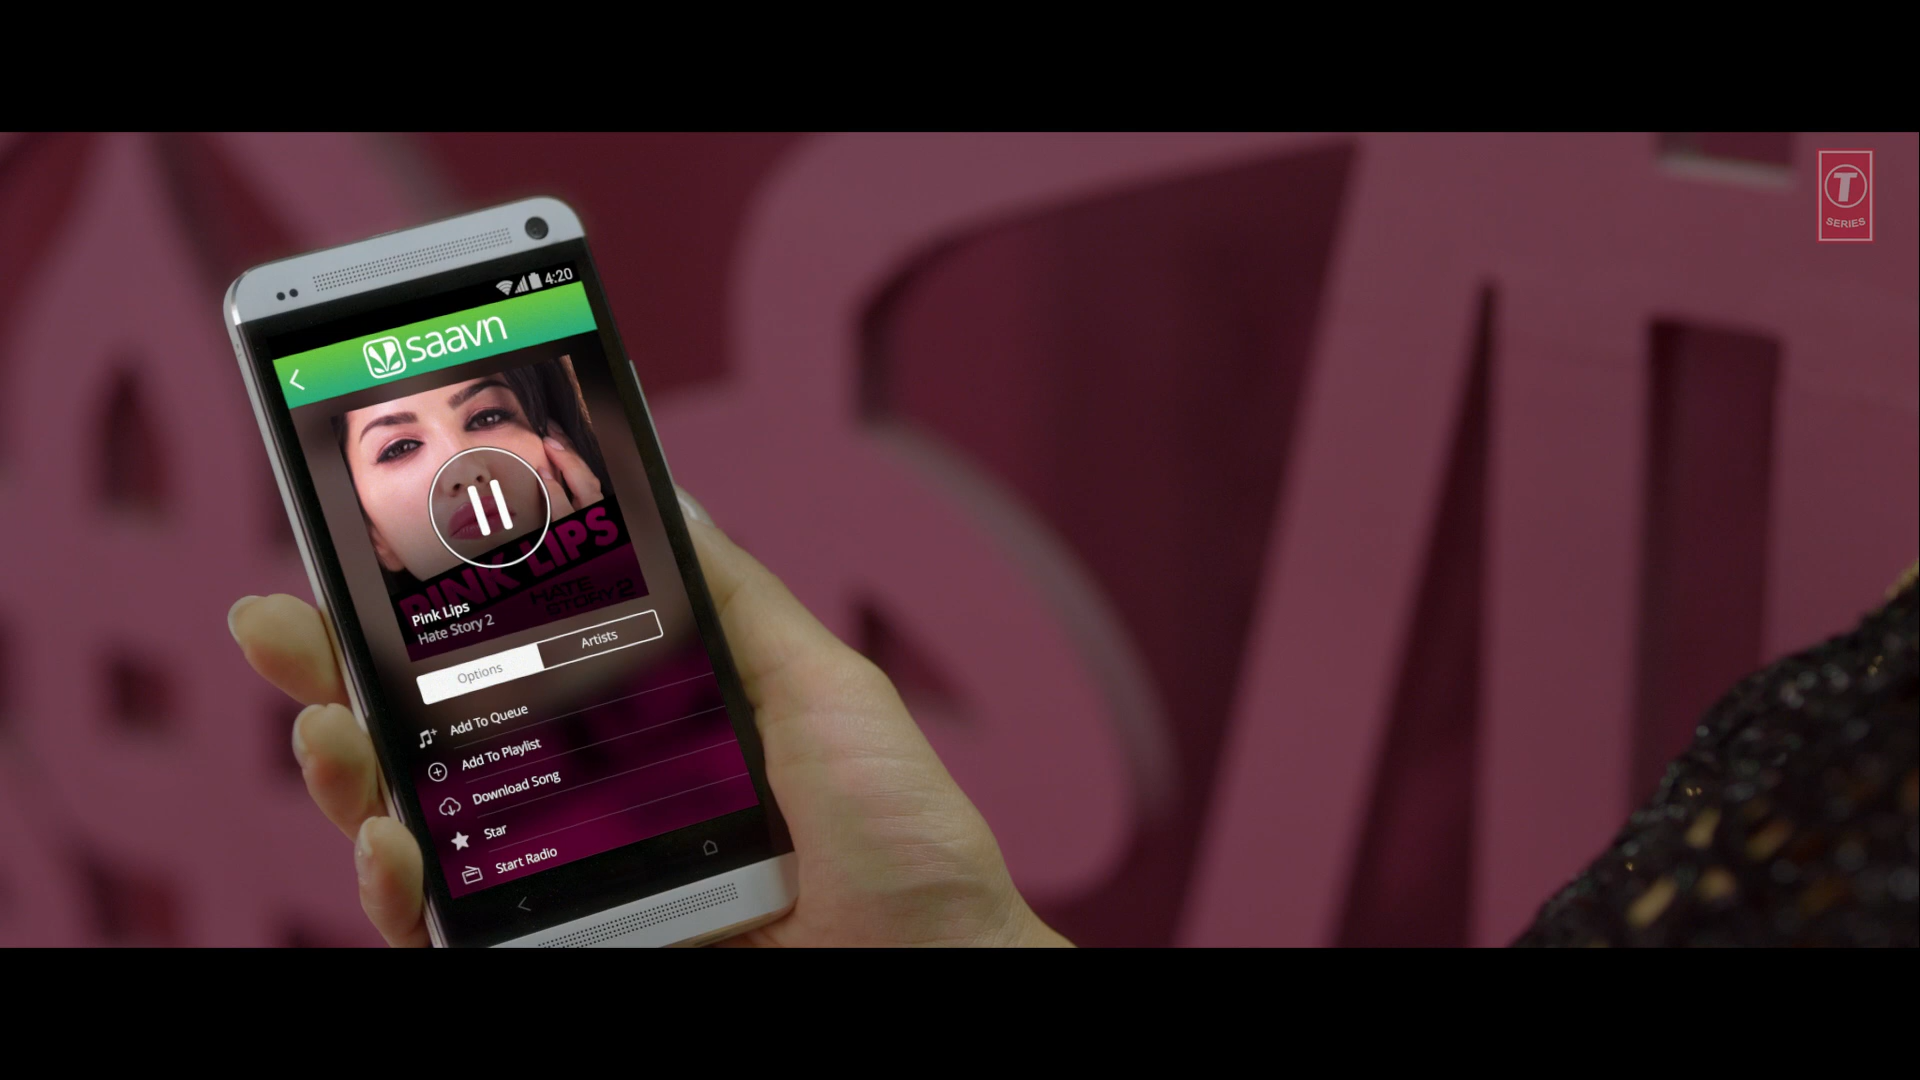 T
SERIES
4:20
saavn
PINK LIPS
HATE
STORY 2
Pink Lips
Hate Story 2
Options
Artists
Add To Queue
Add To Playlist
Download Song
Star
Start Radio